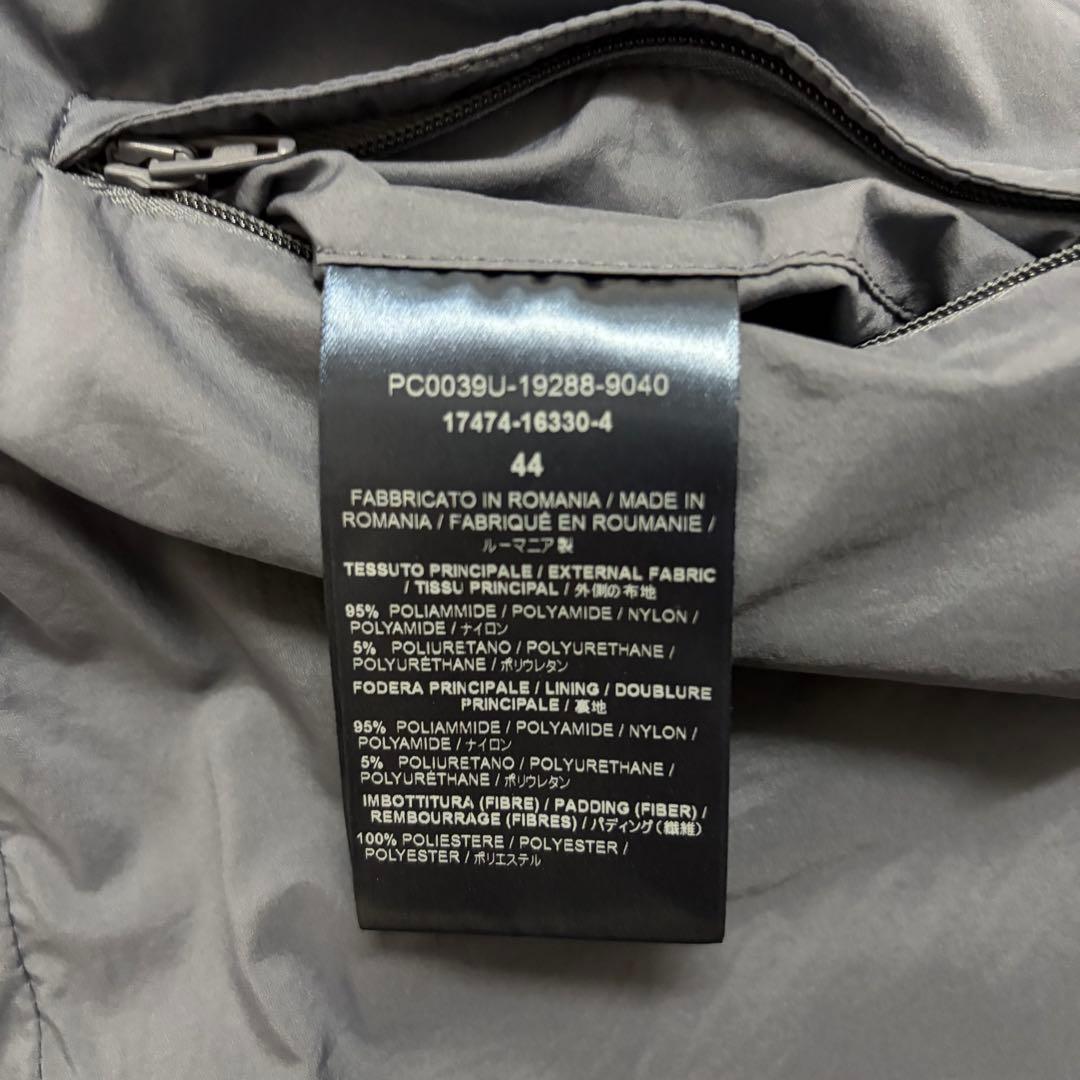 PC0039U-19288-9040
17474-16330-4
44
FABBRICATO IN ROMANIA / MADE IN
ROMANIA / FABRIQUÉ EN ROUMANIE /
ルーマニア製
TESSUTO PRINCIPALE / EXTERNAL FABRIC
/ TISSU PRINCIPAL / 外側の布地
95% POLIAMMIDE / POLYAMIDE / NYLON /
POLYAMIDE / ナイロン
5% POLIURETANO / POLYURETHANE /
POLYURÉTHANE / ポリウレタン
FODERA PRINCIPALE / LINING / DOUBLURE
PRINCIPALE / 裏地
95% POLIAMMIDE / POLYAMIDE / NYLON /
POLYAMIDE / ナイロン
5% POLIURETANO / POLYURETHANE /
POLYURÉTHANE / ポリウレタン
IMBOTTITURA (FIBRE) / PADDING (FIBER) /
REMBOURRAGE (FIBRES) / パディング(繊維)
100% POLIESTERE / POLYESTER /
POLYESTER / ポリエステル